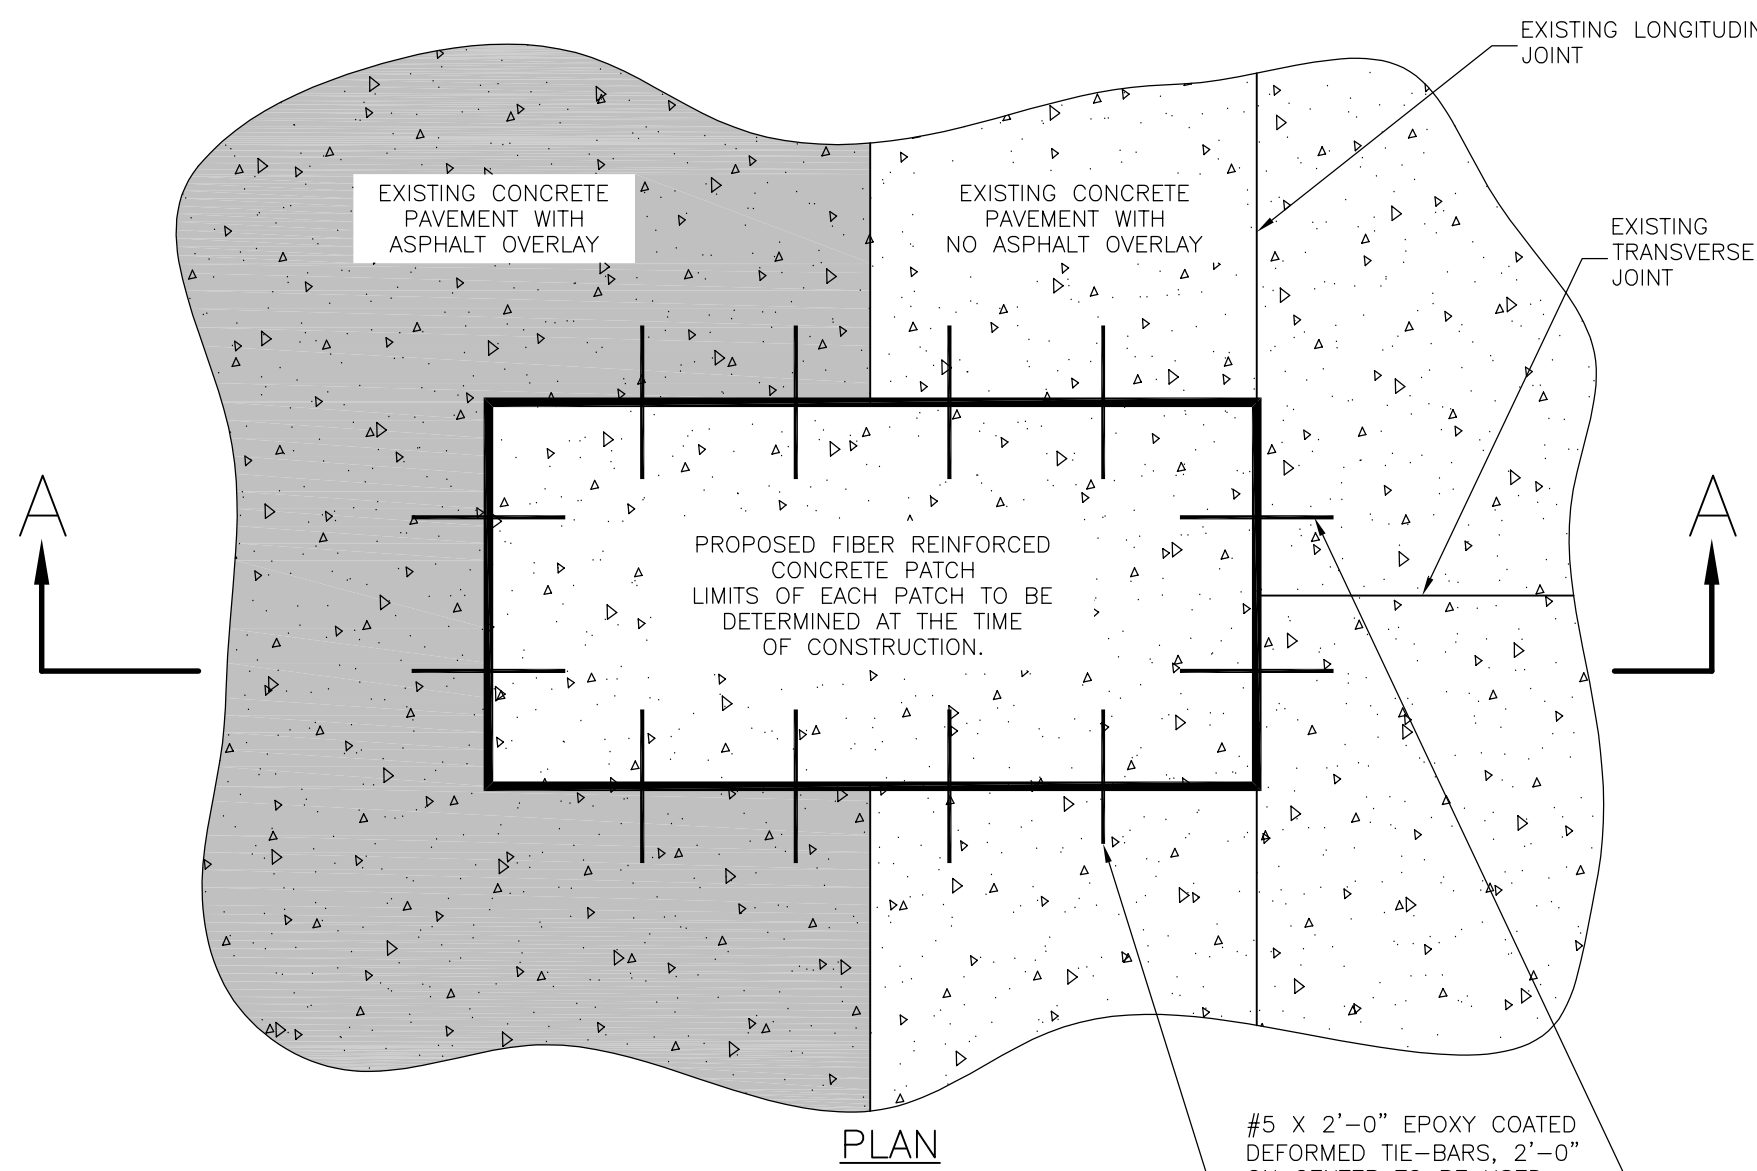 EXISTING LONGITUDIN
JOINT
EXISTING CONCRETE
PAVEMENT WITH
ASPHALT OVERLAY
EXISTING CONCRETE
PAVEMENT WITH
NO ASPHALT OVERLAY
EXISTING
TRANSVERSE
JOINT
A
A
PROPOSED FIBER REINFORCED
CONCRETE PATCH
LIMITS OF EACH PATCH TO BE
DETERMINED AT THE TIME
OF CONSTRUCTION.
PLAN
#5 X 2'-0" EPOXY COATED
DEFORMED TIE-BARS, 2'-0"